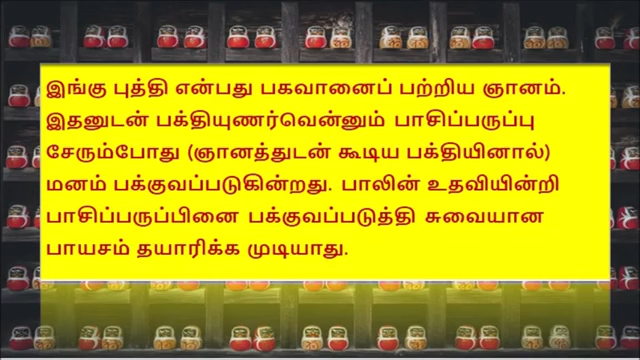 இங்கு புத்தி என்பது பகவானைப் பற்றிய ஞானம்.
இதனுடன் பக்தியுணர்வென்னும் பாசிப்பருப்பு
சேரும்போது (ஞானத்துடன் கூடிய பக்தியினால்)
மனம் பக்குவப்படுகின்றது. பாலின் உதவியின்றி
பாசிப்பருப்பினை பக்குவப்படுத்தி சுவையான
பாயசம் தயாரிக்க முடியாது.